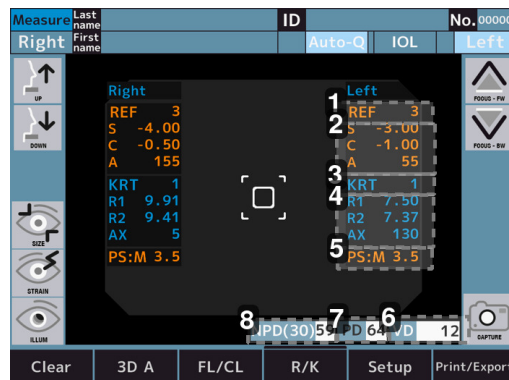 Measure Last name ID No. 00000
Right First name Auto-Q IOL Left
UP
DOWN
SIZE
STRAIN
ILLUM
Right
REF 3
S -4.00
C -0.50
A 155
KRT 1
R1 9.91
R2 9.41
AX 5
PS:M 3.5
Left
1 REF 3
2 S -3.00
C -1.00
A 55
3 KRT 1
4 R1 7.50
R2 7.37
AX 130
5 PS:M 3.5
8 NPD(30) 59 7 PD 64 6 VD 12
FOCUS - FW
FOCUS - BW
CAPTURE
Clear 3D A FL/CL R/K Setup Print/Export